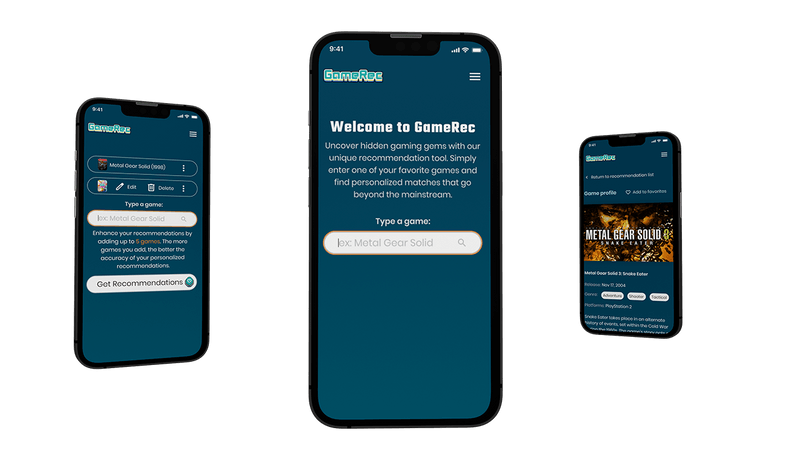 9:41
GameRec
Metal Gear Solid (1998)
Edit
Delete
Type a game:
ex: Metal Gear Solid
Enhance your recommendations by
adding up to 5 games. The more
games you add, the better the
accuracy of your personalized
recommendations.
Get Recommendations
9:41
GameRec
Welcome to GameRec
Uncover hidden gaming gems with our
unique recommendation tool. Simply
enter one of your favorite games and
find personalized matches that go
beyond the mainstream.
Type a game:
ex: Metal Gear Solid
9:41
GameRec
Return to recommendation list
Game profile
Add to Favorites
METAL GEAR SOLID 3
SNAKE EATER
Metal Gear Solid 3: Snake Eater
Release: Nov 17, 2004
Genre: Adventure Shooter Tactical
Platforms: PlayStation 2
Snake Eater takes place in an alternate
history of events, set within the Cold War